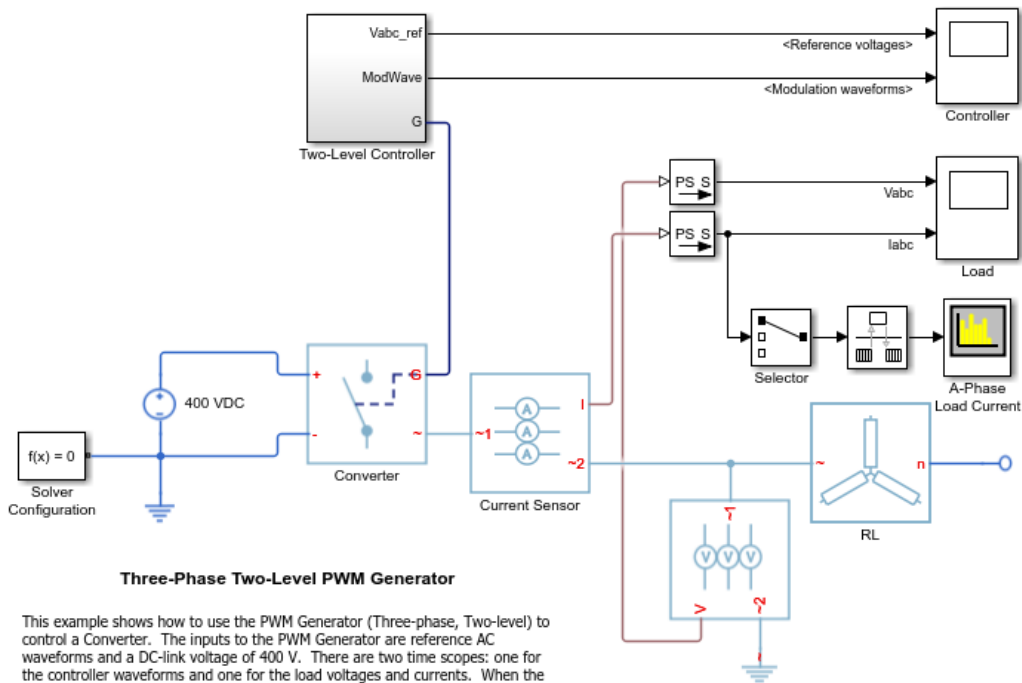 Vabc_ref
<Reference voltages>
ModWave
<Modulation waveforms>
G
Two-Level Controller
Controller
PS S
Vabc
PS S
Iabc
Load
Selector
A-Phase
Load Current
400 VDC
+
G
-
~
Converter
A
A
A
~1
I
~2
Current Sensor
~
n
RL
f(x) = 0
Solver
Configuration
~1
V V V
V
~2
Three-Phase Two-Level PWM Generator
This example shows how to use the PWM Generator (Three-phase, Two-level) to
control a Converter. The inputs to the PWM Generator are reference AC
waveforms and a DC-link voltage of 400 V. There are two time scopes: one for
the controller waveforms and one for the load voltages and currents. When the